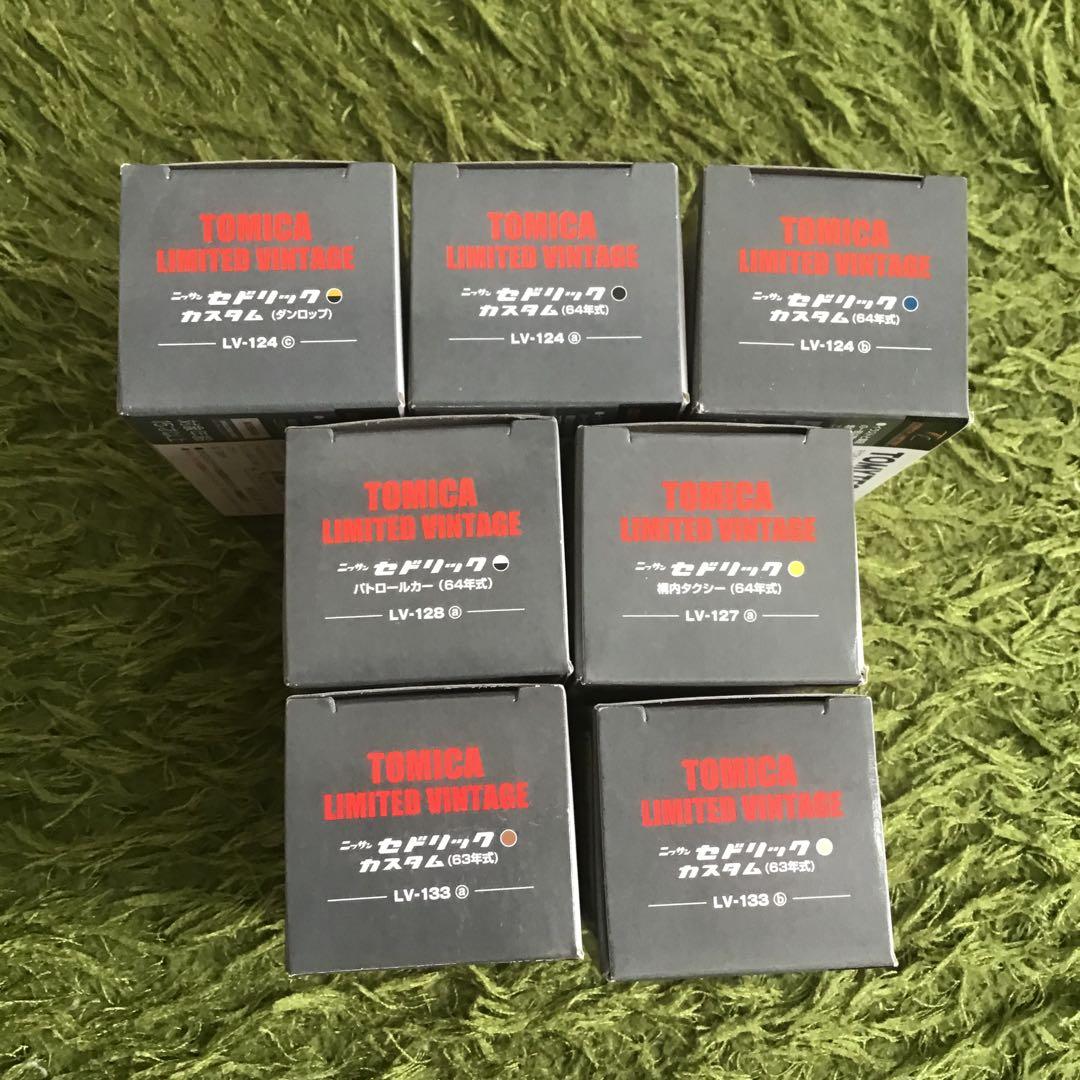 TOMICA
LIMITED VINTAGE
ニッサン セドリック
カスタム (ダンロップ)
LV-124 ⓒ
TOMICA
LIMITED VINTAGE
ニッサン セドリック
カスタム (64年式)
LV-124 ⓐ
TOMICA
LIMITED VINTAGE
ニッサン セドリック
カスタム (64年式)
LV-124 ⓑ
TOMICA
LIMITED VINTAGE
ニッサン セドリック
パトロールカー (64年式)
LV-128 ⓐ
TOMICA
LIMITED VINTAGE
ニッサン セドリック
構内タクシー (64年式)
LV-127 ⓐ
TOMICA
LIMITED VINTAGE
ニッサン セドリック
カスタム (63年式)
LV-133 ⓐ
TOMICA
LIMITED VINTAGE
ニッサン セドリック
カスタム (63年式)
LV-133 ⓑ